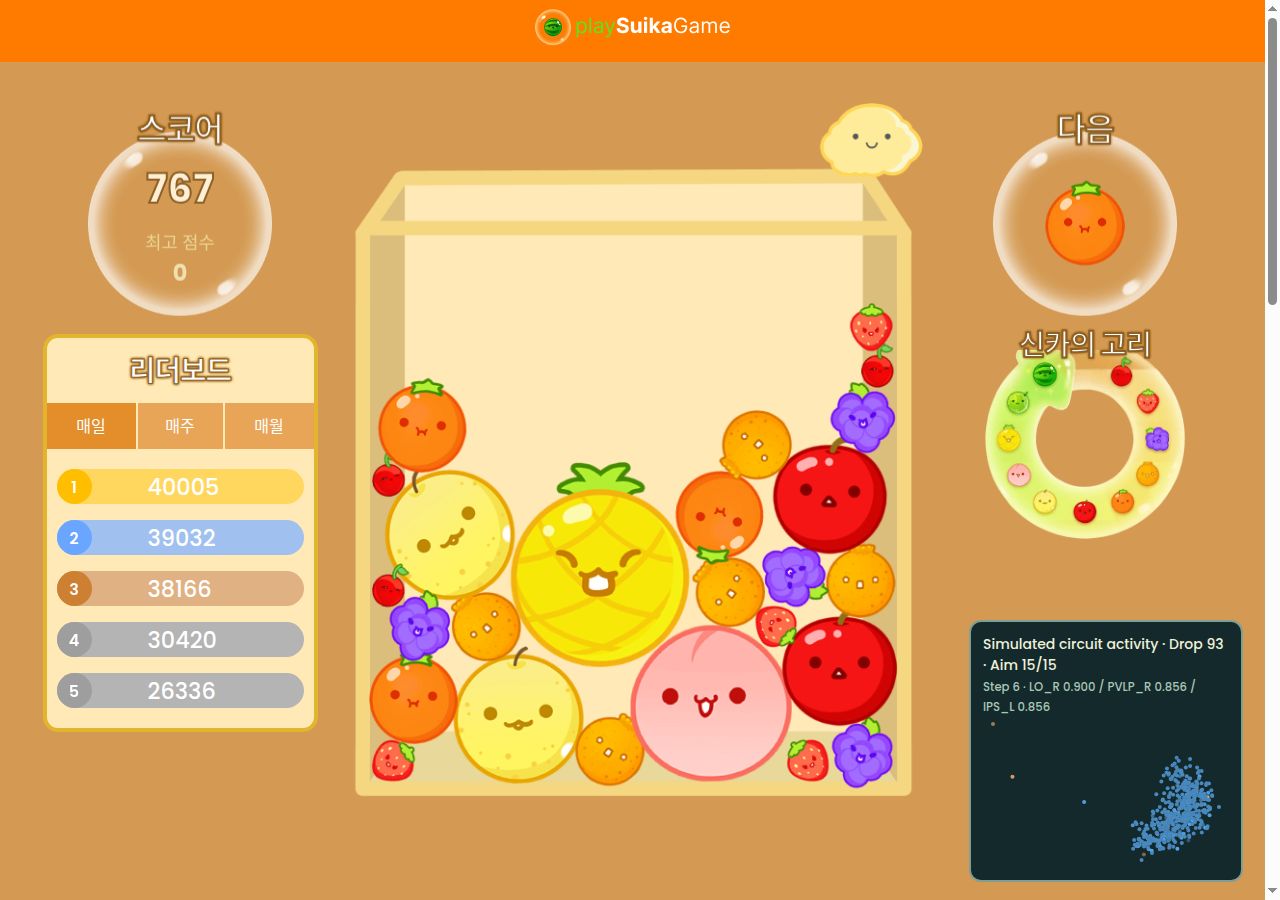 playSuikaGame
스코어
767
최고 점수
0
리더보드
매일 매주 매월
1 40005
2 39032
3 38166
4 30420
5 26336
다음
신카의 고리
Simulated circuit activity · Drop 93
· Aim 15/15
Step 6 · LO_R 0.900 / PVLP_R 0.856 /
IPS_L 0.856